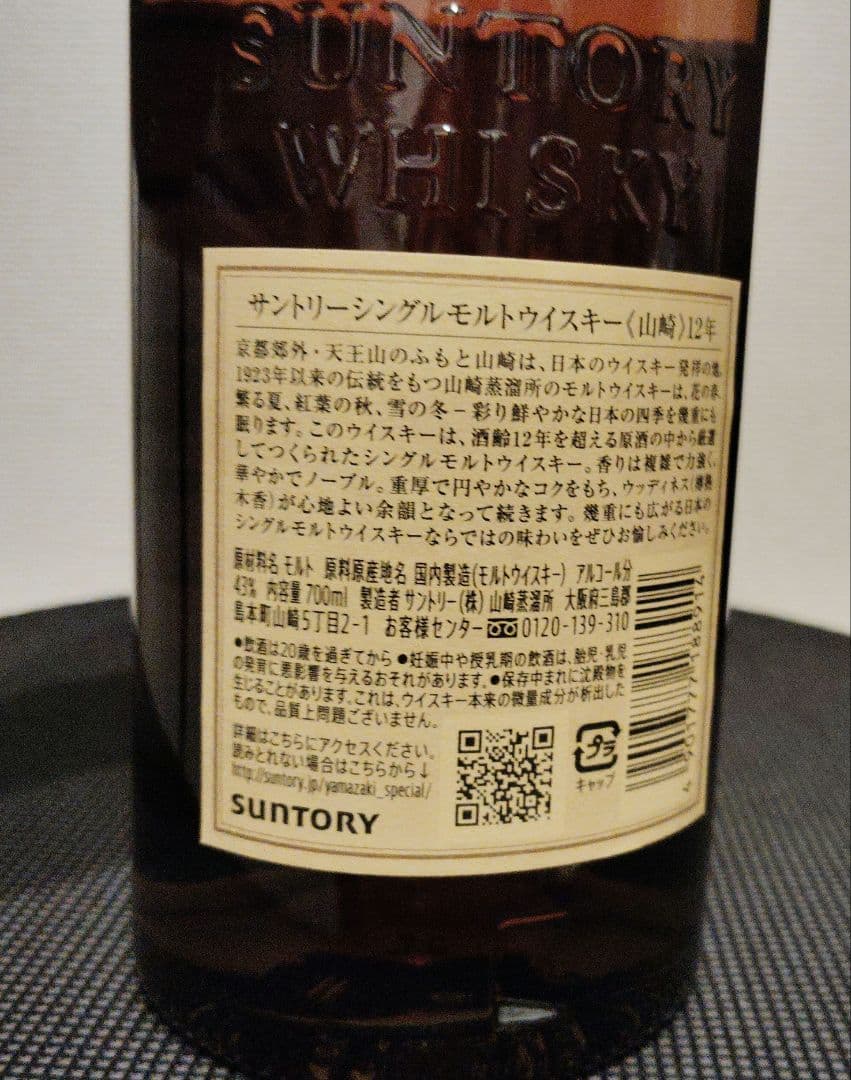 SUNTORY
WHISKY
サントリーシングルモルトウイスキー《山崎》12年
京都郊外・天王山のふもと山崎は、日本のウイスキー発祥の地。
1923年以来の伝統をもつ山崎蒸溜所のモルトウイスキーは、花の春、
繁る夏、紅葉の秋、雪の冬－彩り鮮やかな日本の四季を幾重にも
眠ります。このウイスキーは、酒齢12年を超える原酒の中から厳選
してつくられたシングルモルトウイスキー。香りは複雑で力強く、
華やかでノーブル。重厚で円やかなコクをもち、ウッディネス(樽熟
木香)が心地よい余韻となって続きます。幾重にも広がる日本の
シングルモルトウイスキーならではの味わいをぜひお愉しみください。
原材料名 モルト 原料原産地名 国内製造(モルトウイスキー) アルコール分
43% 内容量 700ml 製造者 サントリー(株) 山崎蒸溜所 大阪府三島郡
島本町山崎5丁目2-1 お客様センター 0120-139-310
●飲酒は20歳を過ぎてから ●妊娠中や授乳期の飲酒は、胎児・乳児
の発育に悪影響を与えるおそれがあります。●保存中まれに沈殿物を
生じることがあります。これは、ウイスキー本来の微量成分が析出した
もので、品質上問題ございません。
詳細はこちらにアクセスください。
読みとれない場合はこちらから↓
http://suntory.jp/yamazaki_special/
SUNTORY
プラ
キャップ